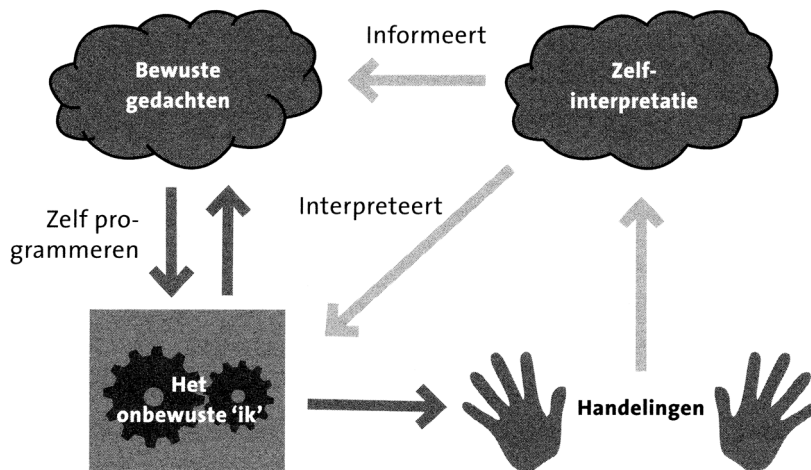 Informeert
Bewuste
gedachten
Zelf-
interpretatie
Zelf pro-
grammeren
Interpreteert
Het
onbewuste ‘ik’
Handelingen